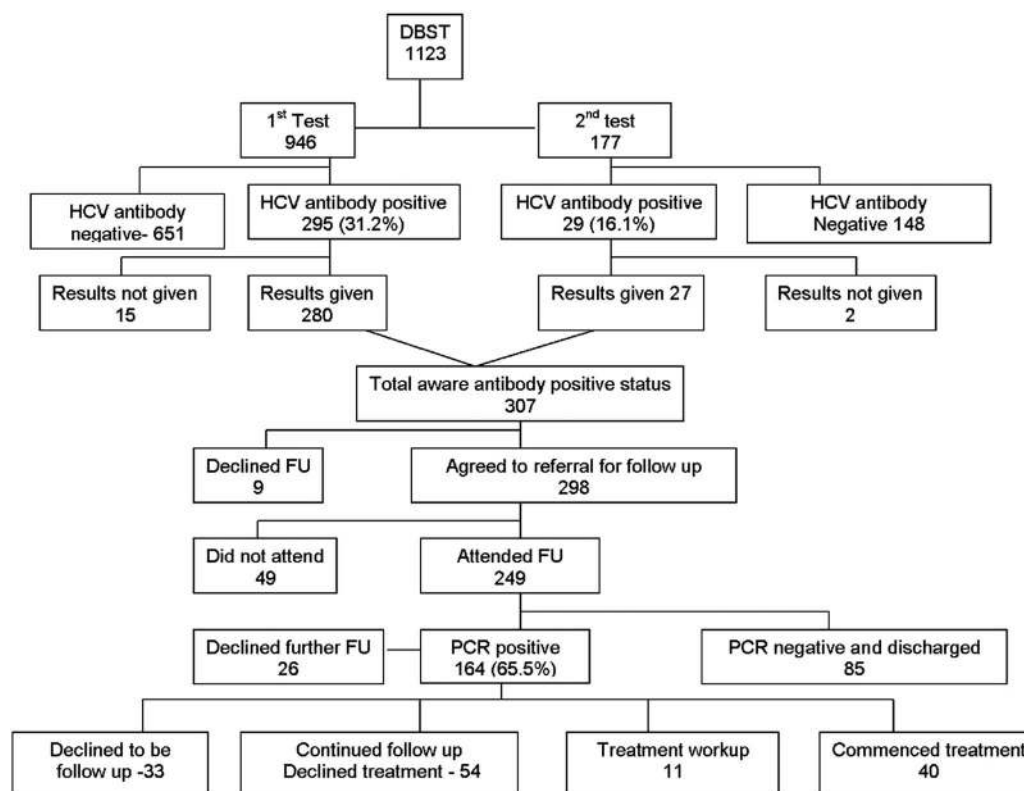 DBST
1123
1st Test
946
2nd test
177
HCV antibody
negative- 651
HCV antibody positive
295 (31.2%)
HCV antibody positive
29 (16.1%)
HCV antibody
Negative 148
Results not given
15
Results given
280
Results given 27
Results not given
2
Total aware antibody positive status
307
Declined FU
9
Agreed to referral for follow up
298
Did not attend
49
Attended FU
249
Declined further FU
26
PCR positive
164 (65.5%)
PCR negative and discharged
85
Declined to be
follow up -33
Continued follow up
Declined treatment - 54
Treatment workup
11
Commenced treatment
40